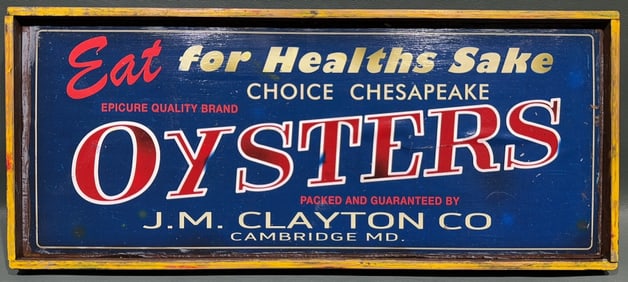 Eat for Healths Sake
CHOICE CHESAPEAKE
EPICURE QUALITY BRAND
OYSTERS
PACKED AND GUARANTEED BY
J.M. CLAYTON CO
CAMBRIDGE MD.